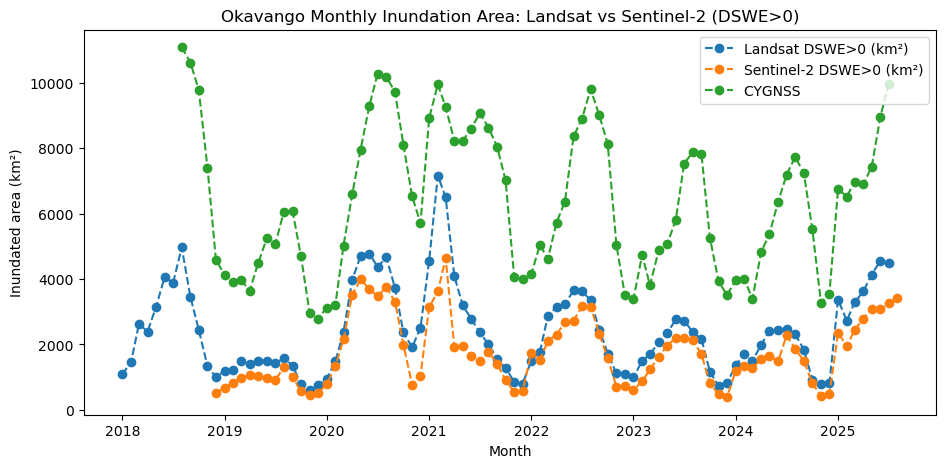 Okavango Monthly Inundation Area: Landsat vs Sentinel-2 (DSWE>0)
Landsat DSWE>0 (km²)
Sentinel-2 DSWE>0 (km²)
CYGNSS
Inundated area (km²)
10000
8000
6000
4000
2000
0
2018 2019 2020 2021 2022 2023 2024 2025
Month